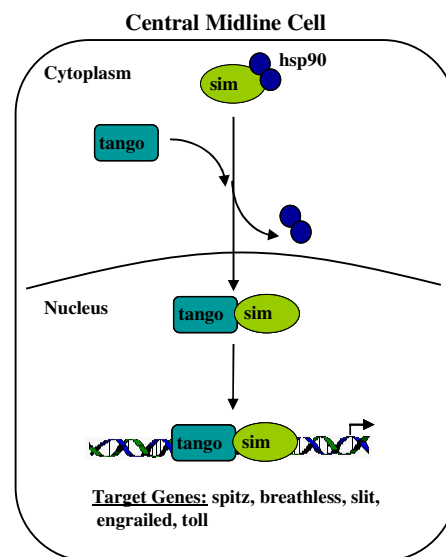 Central Midline Cell
Cytoplasm
hsp90
sim
tango
Nucleus
tango sim
tango sim
Target Genes: spitz, breathless, slit,
engrailed, toll